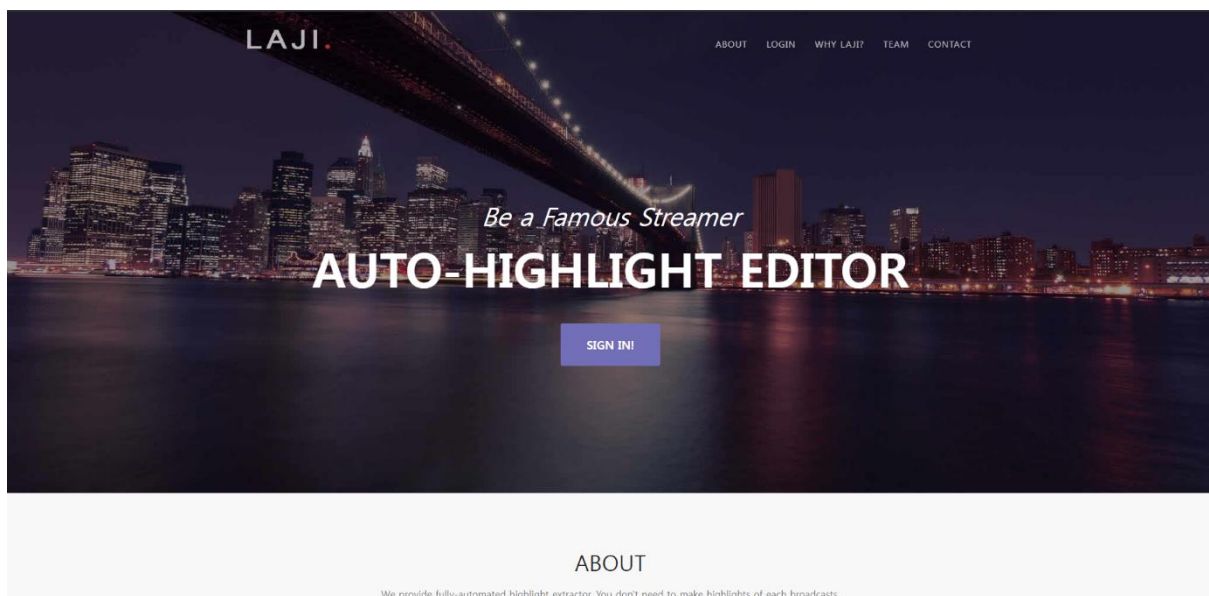 LAJI.
ABOUT LOGIN WHY LAJI? TEAM CONTACT
Be a Famous Streamer
AUTO-HIGHLIGHT EDITOR
SIGN IN!
ABOUT
We provide fully-automated highlight extractor. You don't need to make highlights of each broadcasts